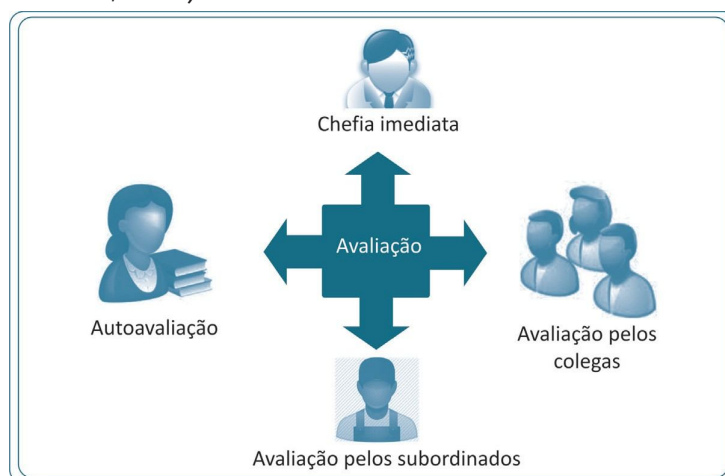 Chefia imediata
Avaliação
Autoavaliação
Avaliação pelos
colegas
Avaliação pelos subordinados